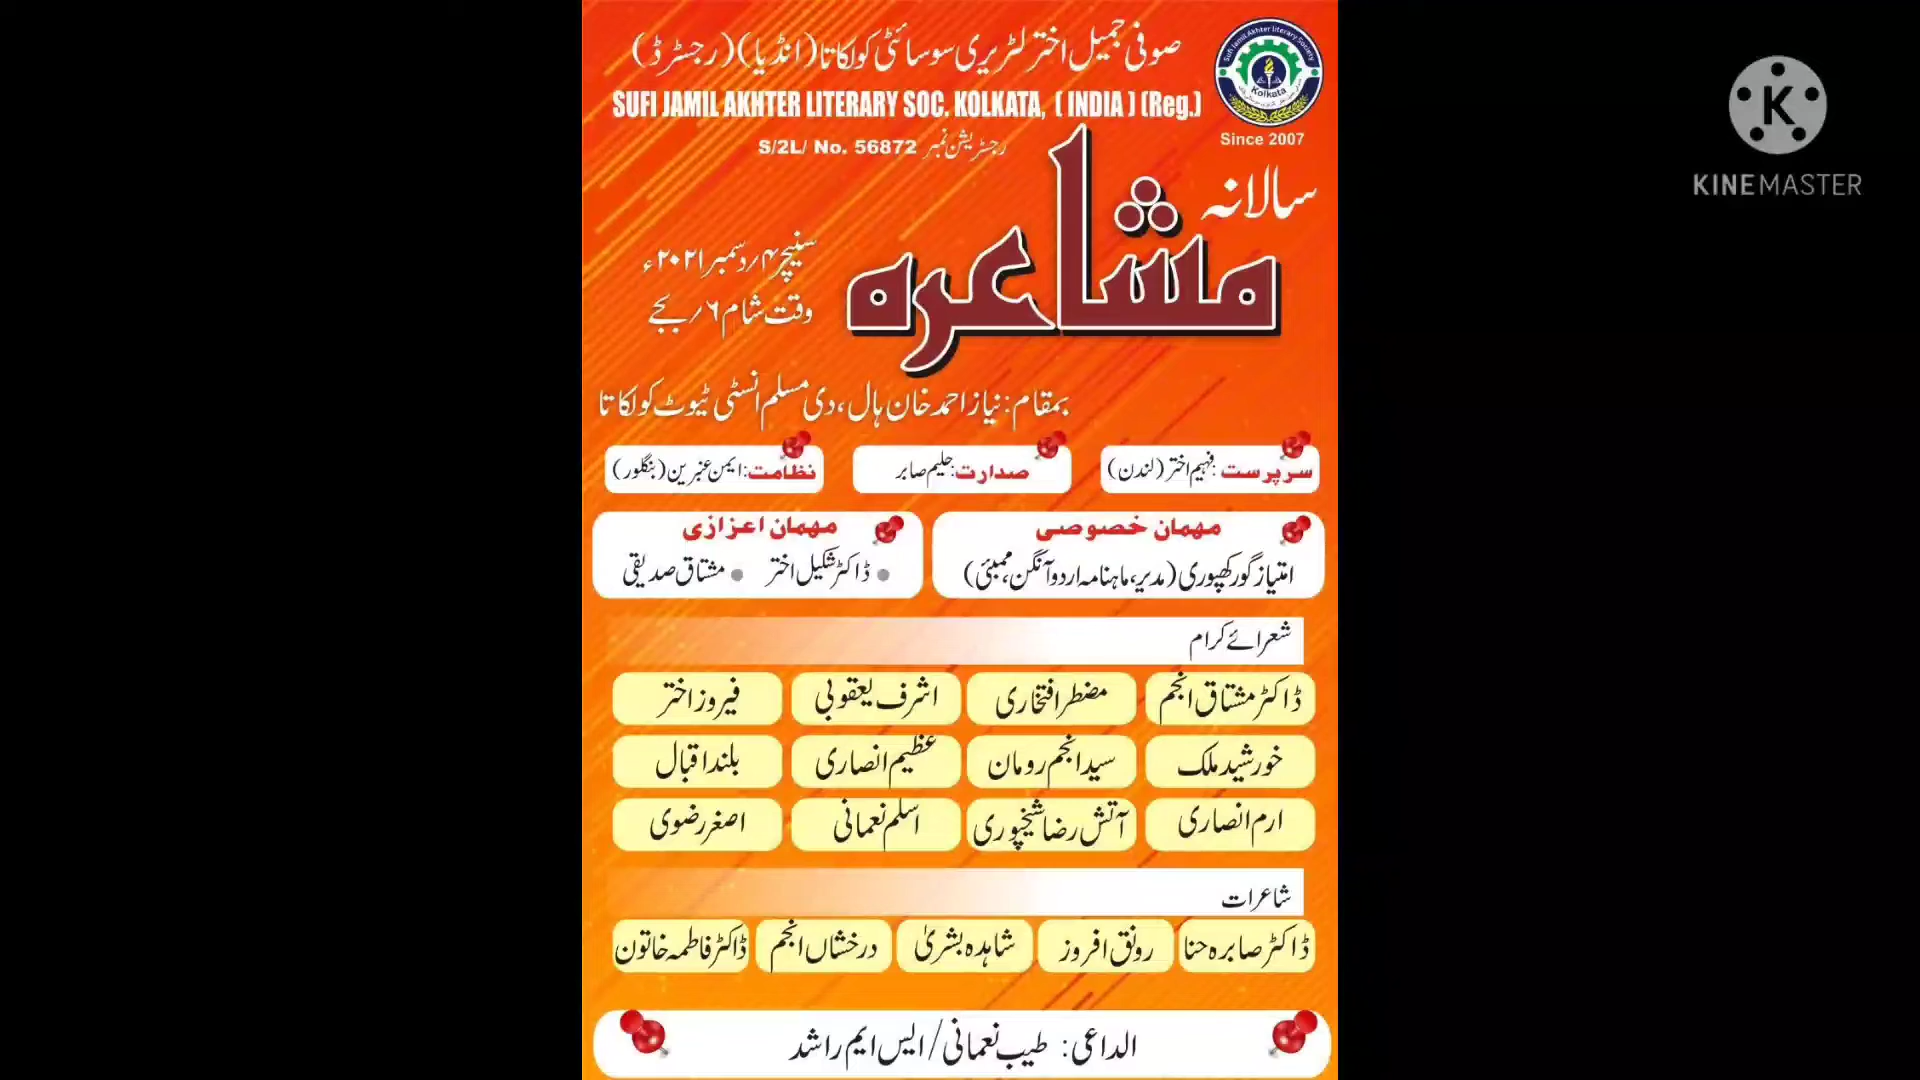 صوفی جمیل اختر لٹریری سوسائٹی کولکاتا (انڈیا) (رجسٹرڈ)
SUFI JAMIL AKHTER LITERARY SOC. KOLKATA, ( INDIA ) (Reg.)
رجسٹریشن نمبر S/2L/ No. 56872
Sufi Jamil Akhter literary Society
Kolkata
Since 2007
KINEMASTER
سالانہ
مشاعرہ
سنیچر ۴/دسمبر ۲۰۲۱ء
وقت شام ۶/بجے
بمقام: نیاز احمد خان ہال، دی مسلم انسٹی ٹیوٹ کولکاتا
سرپرست: فہیم اختر (لندن)
صدارت: حلیم صابر
نظامت: ایمن عنبرین (بنگلور)
مہمان خصوصی
امتیاز گورکھپوری (مدیر، ماہنامہ اردو آنگن، ممبئی)
مہمان اعزازی
● ڈاکٹر شکیل اختر ● مشتاق صدیقی
شعرائے کرام
ڈاکٹر مشتاق انجم مضطر افتخاری اشرف یعقوبی فیروز اختر
خورشید ملک سید انجم رومان عظیم انصاری بلند اقبال
ارم انصاری آتش رضا شیخپوری اسلم نعمانی اصغر رضوی
شاعرات
ڈاکٹر صابرہ حنا رونق افروز شاہدہ بشریٰ درخشاں انجم ڈاکٹر فاطمہ خاتون
الداعی: طیب نعمانی/ایس ایم راشد